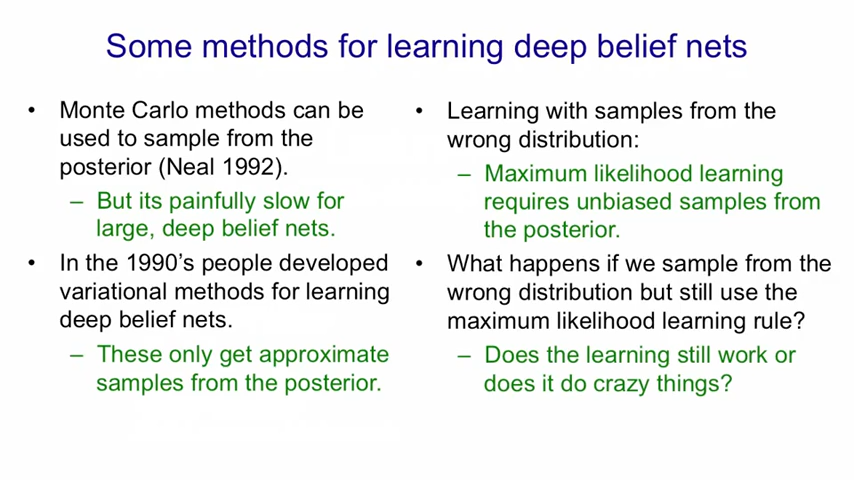 Some methods for learning deep belief nets
• Monte Carlo methods can be
used to sample from the
posterior (Neal 1992).
– But its painfully slow for
large, deep belief nets.
• In the 1990's people developed
variational methods for learning
deep belief nets.
– These only get approximate
samples from the posterior.
• Learning with samples from the
wrong distribution:
– Maximum likelihood learning
requires unbiased samples from
the posterior.
• What happens if we sample from the
wrong distribution but still use the
maximum likelihood learning rule?
– Does the learning still work or
does it do crazy things?